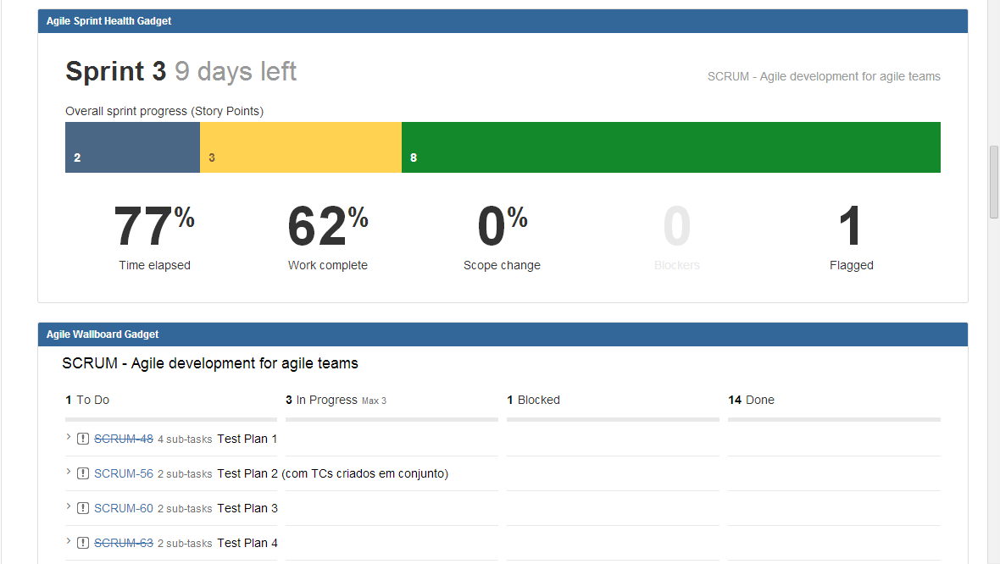 Agile Sprint Health Gadget
Sprint 3 9 days left
SCRUM - Agile development for agile teams
Overall sprint progress (Story Points)
2 3 8
77% 62% 0% 0 1
Time elapsed Work complete Scope change Blockers Flagged
Agile Wallboard Gadget
SCRUM - Agile development for agile teams
1 To Do 3 In Progress Max 3 1 Blocked 14 Done
SCRUM-48 4 sub-tasks Test Plan 1
SCRUM-56 2 sub-tasks Test Plan 2 (com TCs criados em conjunto)
SCRUM-60 2 sub-tasks Test Plan 3
SCRUM-63 2 sub-tasks Test Plan 4